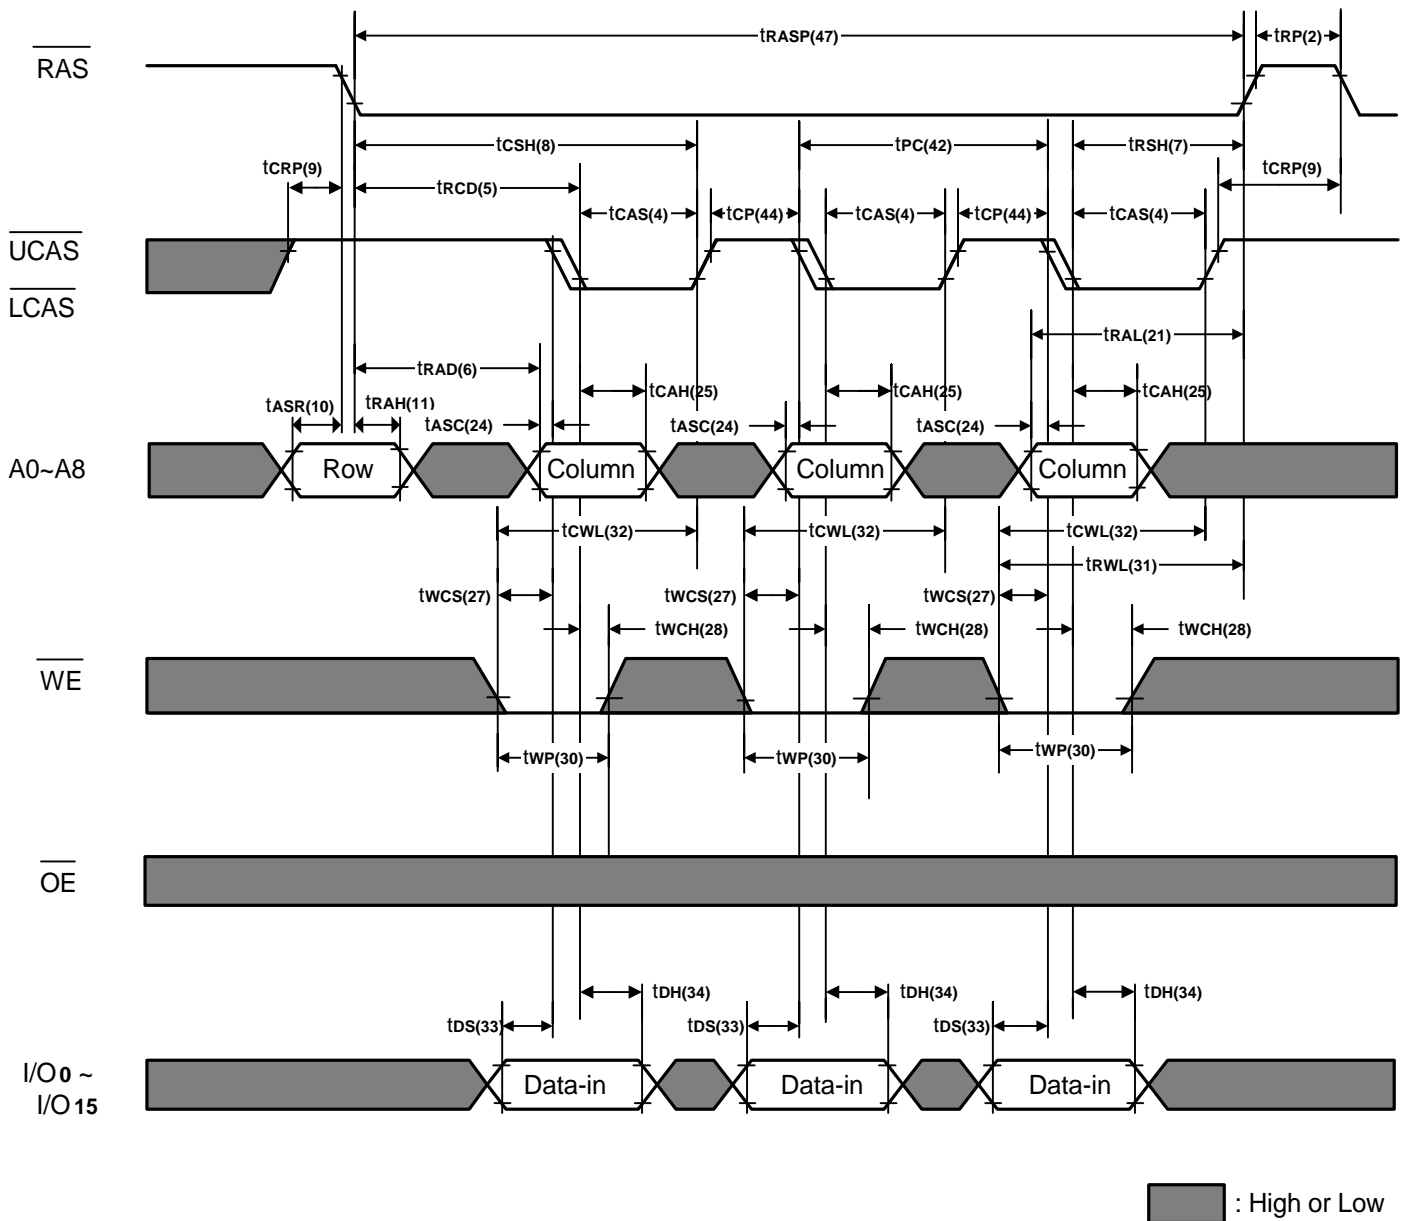 tRASP(47) tRP(2)
RAS
tCSH(8) tPC(42) tRSH(7)
tCRP(9) tCRP(9)
tRCD(5)
tCAS(4) tCP(44) tCAS(4) tCP(44) tCAS(4)
UCAS
LCAS
tRAL(21)
tRAD(6)
tCAH(25) tCAH(25) tCAH(25)
tASR(10) tRAH(11)
tASC(24) tASC(24) tASC(24)
A0~A8 Row Column Column Column
tCWL(32) tCWL(32) tCWL(32)
tRWL(31)
tWCS(27) tWCS(27) tWCS(27)
tWCH(28) tWCH(28) tWCH(28)
WE
tWP(30) tWP(30) tWP(30)
OE
tDH(34) tDH(34) tDH(34)
tDS(33) tDS(33) tDS(33)
I/O0 ~
I/O15
Data-in Data-in Data-in
: High or Low